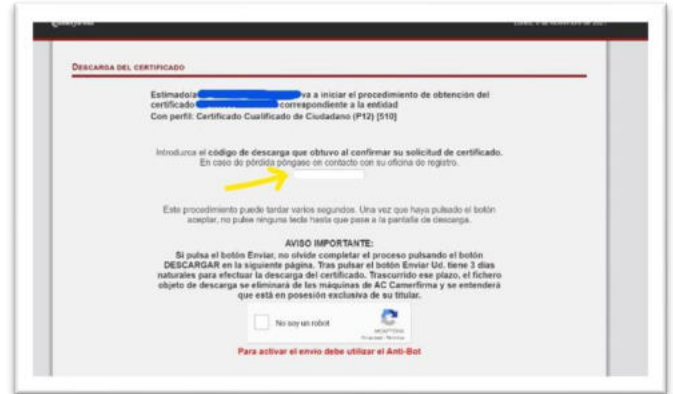 DESCARGA DEL CERTIFICADO
Estimado/a va a iniciar el procedimiento de obtención del
certificado correspondiente a la entidad
Con perfil: Certificado Cualificado de Ciudadano (P12) [510]
Introduzca el código de descarga que obtuvo al confirmar su solicitud de certificado.
En caso de pérdida póngase en contacto con su oficina de registro.
Este procedimiento puede tardar varios segundos. Una vez que haya pulsado el botón
aceptar, no pulse ninguna tecla hasta que pase a la pantalla de descarga.
AVISO IMPORTANTE:
Si pulsa el botón Enviar, no olvide completar el proceso pulsando el botón
DESCARGAR en la siguiente página. Tras pulsar el botón Enviar Ud. tiene 3 días
naturales para efectuar la descarga del certificado. Trascurrido ese plazo, el fichero
objeto de descarga se eliminará de las máquinas de AC Camerfirma y se entenderá
que está en posesión exclusiva de su titular.
No soy un robot
reCAPTCHA
Para activar el envío debe utilizar el Anti-Bot